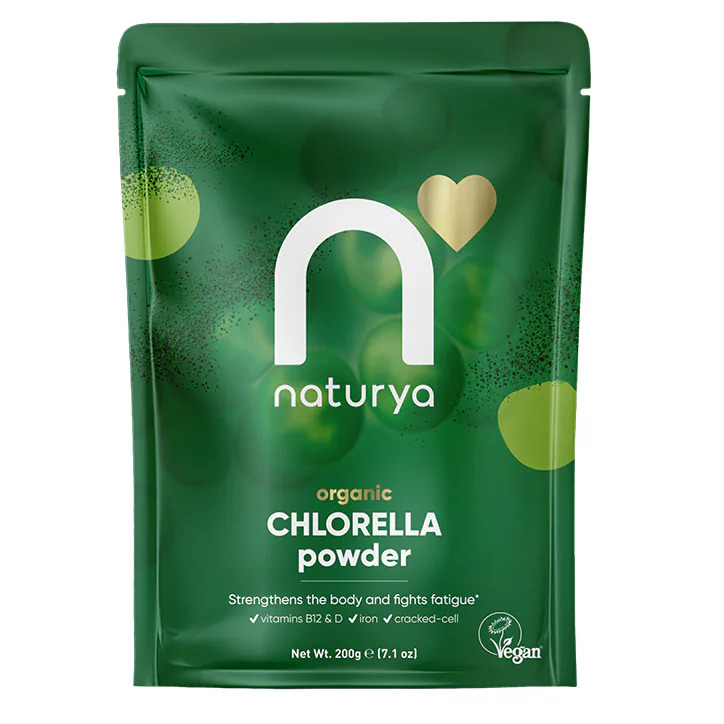 n
naturya
organic
CHLORELLA
powder
Strengthens the body and fights fatigue*
✓ vitamins B12 & D ✓ iron ✓ cracked-cell
Net Wt. 200g ℮ (7.1 oz)
Vegan